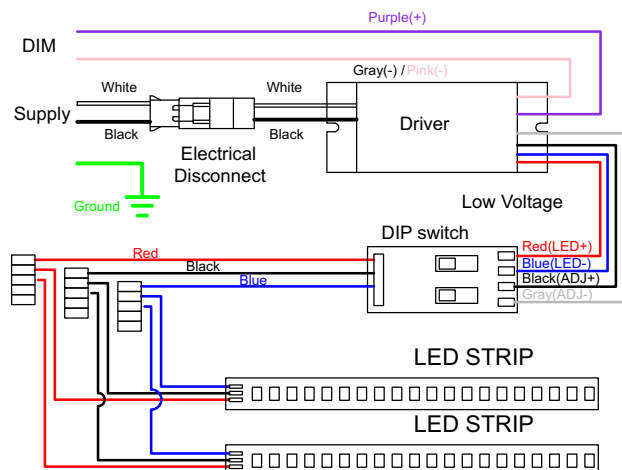 Purple(+)
DIM
Gray(-) / Pink(-)
White
White
Supply
Driver
Black
Black
Electrical
Disconnect
Ground
Low Voltage
DIP switch
Red
Red(LED+)
Black
Blue(LED-)
Blue
Black(ADJ+)
Gray(ADJ-)
LED STRIP
LED STRIP